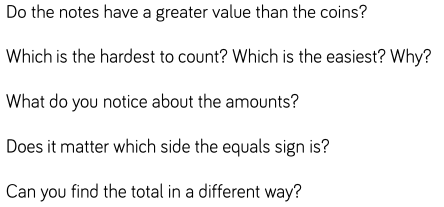 Do the notes have a greater value than the coins?
Which is the hardest to count? Which is the easiest? Why?
What do you notice about the amounts?
Does it matter which side the equals sign is?
Can you find the total in a different way?